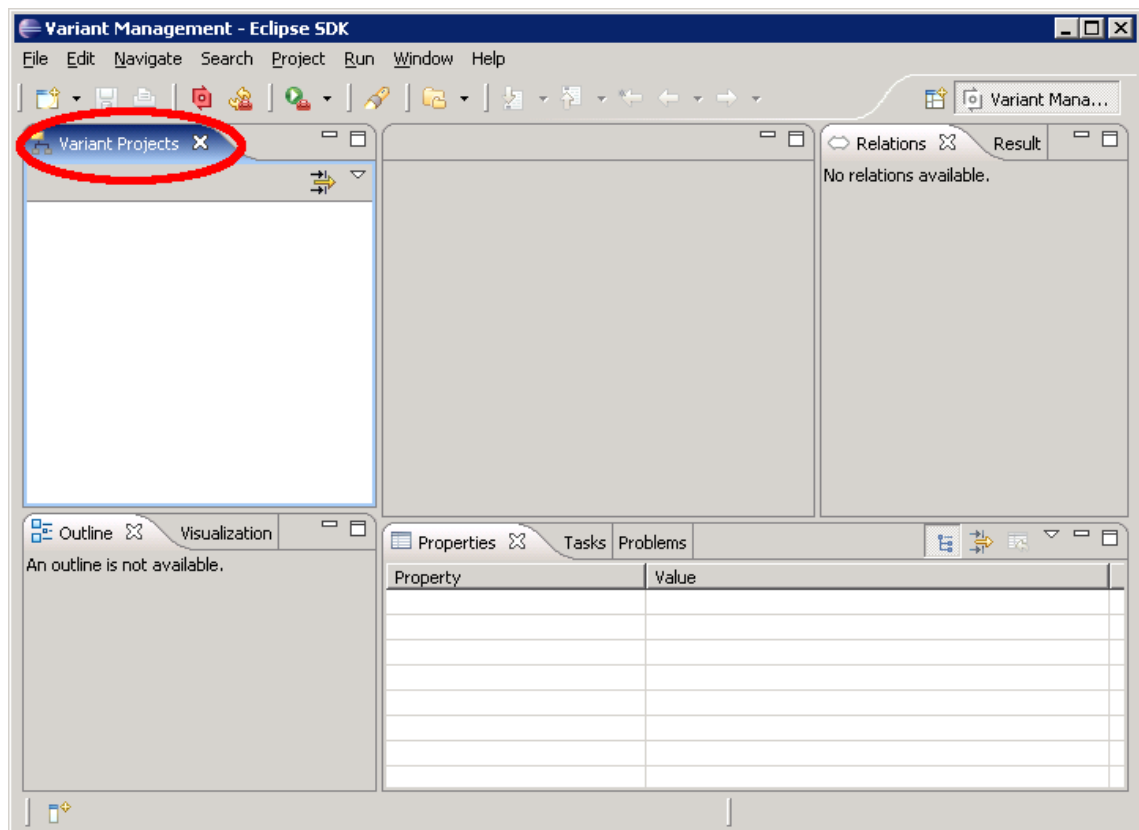 Variant Management - Eclipse SDK
File Edit Navigate Search Project Run Window Help
Variant Mana...
Variant Projects
Relations Result
No relations available.
Outline Visualization
An outline is not available.
Properties Tasks Problems
Property Value